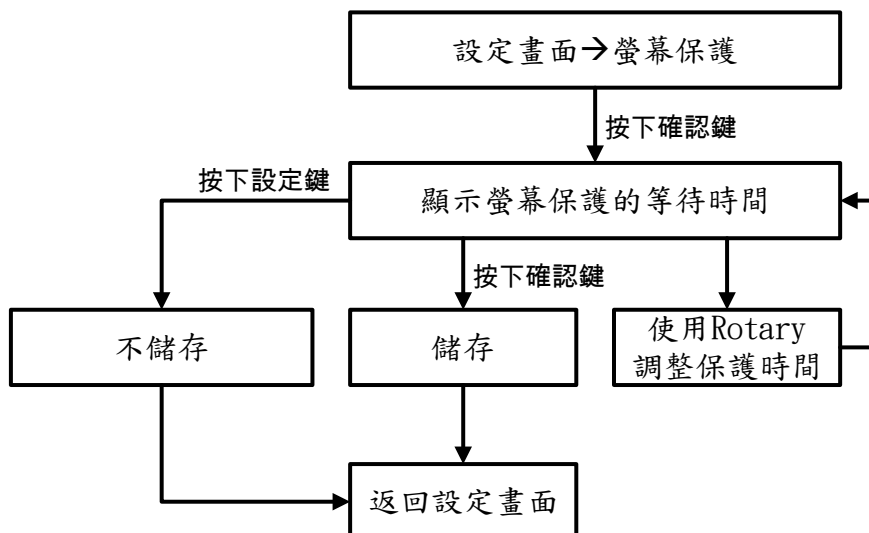 設定畫面→螢幕保護
按下確認鍵
按下設定鍵
顯示螢幕保護的等待時間
按下確認鍵
不儲存
儲存
使用Rotary
調整保護時間
返回設定畫面